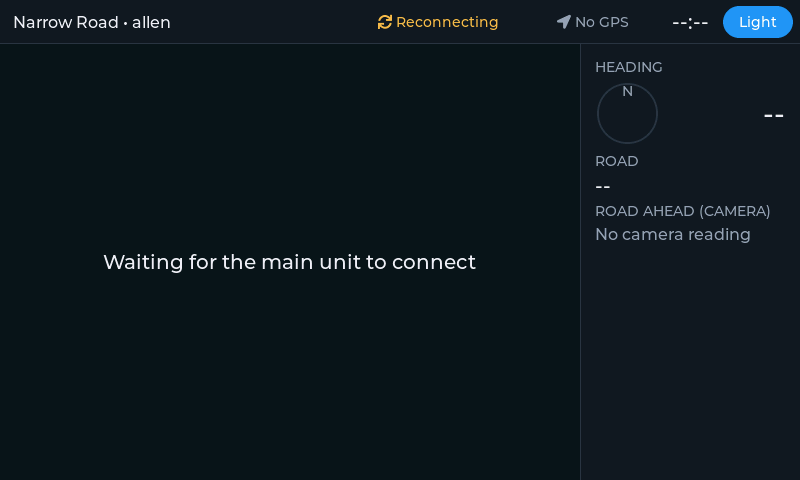 Narrow Road • allen
Reconnecting
No GPS
--:--
Light
HEADING
N
--
ROAD
--
ROAD AHEAD (CAMERA)
No camera reading
Waiting for the main unit to connect